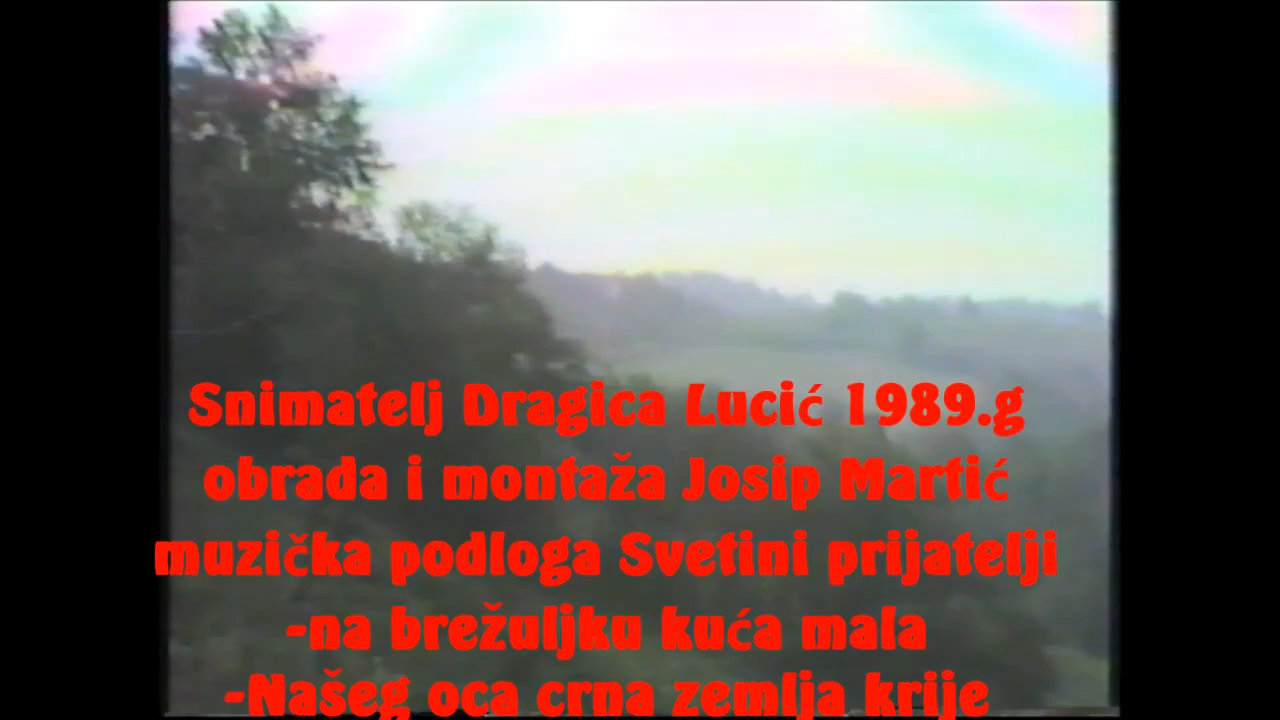 Snimatelj Dragica Lucić 1989.g
obrada i montaža Josip Martić
muzička podloga Svetini prijatelji
-na brežuljku kuća mala
-Našeg oca crna zemlja krije